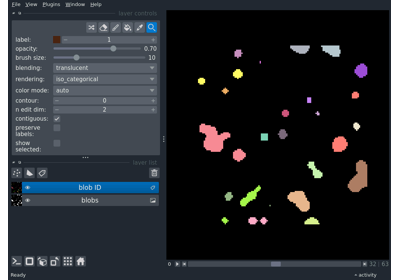 File View Plugins Window Help
layer controls
label: 1
opacity: 0.70
brush size: 10
blending: translucent
rendering: iso_categorical
color mode: auto
contour: 0
n edit dim: 2
contiguous:
preserve
labels:
show
selected:
layer list
blob ID
blobs
32 63
Ready
activity